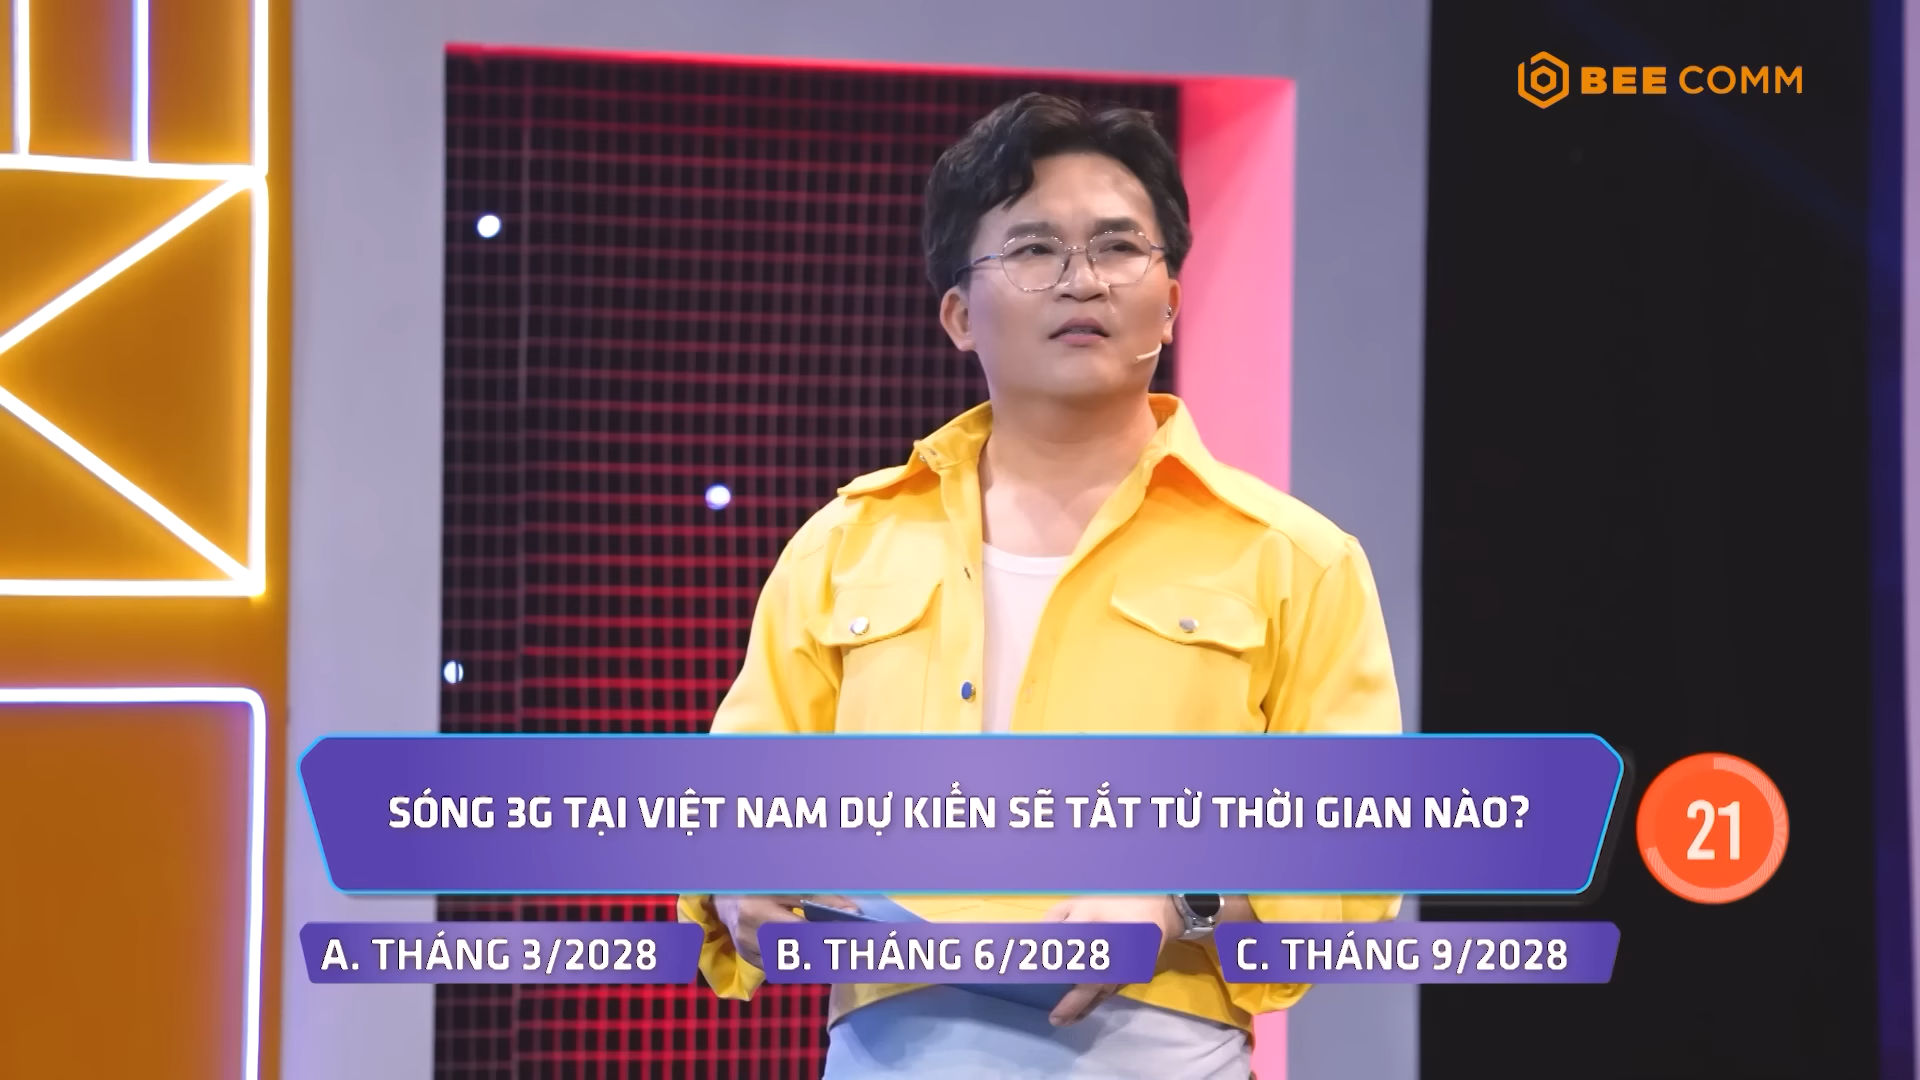 BEE COMM
SÓNG 3G TẠI VIỆT NAM DỰ KIẾN SẼ TẮT TỪ THỜI GIAN NÀO?
21
A. THÁNG 3/2028
B. THÁNG 6/2028
C. THÁNG 9/2028